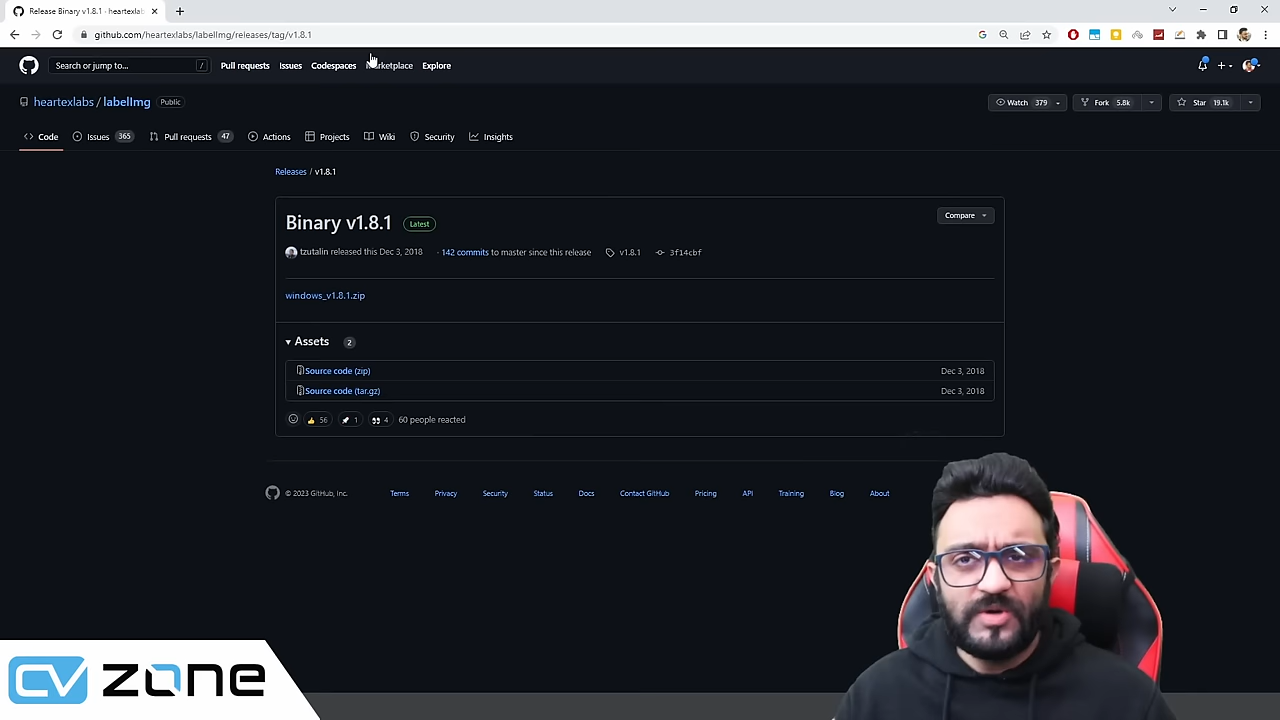 Release Binary v1.8.1 · heartexlab
github.com/heartexlabs/labelImg/releases/tag/v1.8.1
Search or jump to... /
Pull requests Issues Codespaces Marketplace Explore
heartexlabs / labelImg Public
Watch 379 Fork 5.8k Star 19.1k
Code Issues 365 Pull requests 47 Actions Projects Wiki Security Insights
Releases / v1.8.1
Binary v1.8.1 Latest
Compare
tzutalin released this Dec 3, 2018 · 142 commits to master since this release v1.8.1 3f14cbf
windows_v1.8.1.zip
Assets 2
Source code (zip) Dec 3, 2018
Source code (tar.gz) Dec 3, 2018
56 1 4 60 people reacted
© 2023 GitHub, Inc. Terms Privacy Security Status Docs Contact GitHub Pricing API Training Blog About
CV ZONE